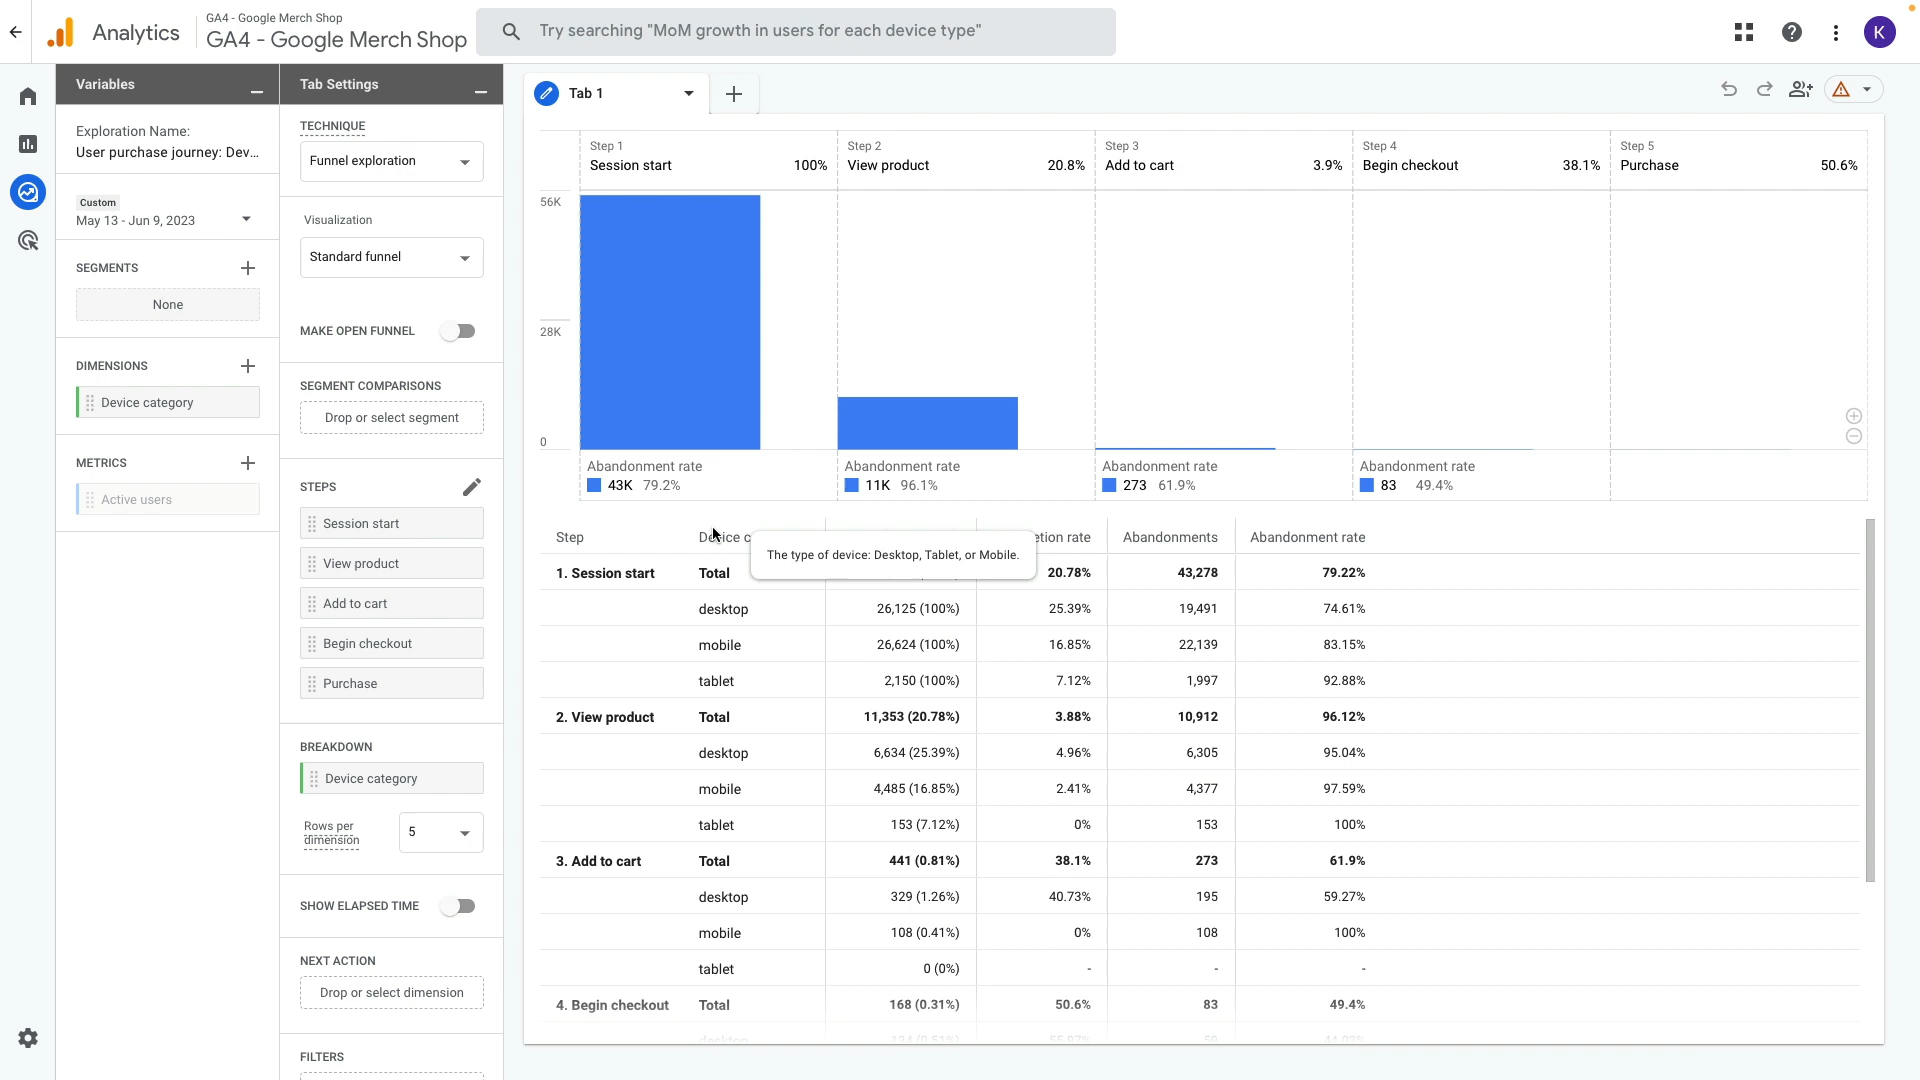 GA4 - Google Merch Shop
Analytics
GA4 - Google Merch Shop
Try searching "MoM growth in users for each device type"
K
Variables
Exploration Name:
User purchase journey: Dev...
Custom
May 13 - Jun 9, 2023
SEGMENTS
None
DIMENSIONS
Device category
METRICS
Active users
Tab Settings
TECHNIQUE
Funnel exploration
Visualization
Standard funnel
MAKE OPEN FUNNEL
SEGMENT COMPARISONS
Drop or select segment
STEPS
Session start
View product
Add to cart
Begin checkout
Purchase
BREAKDOWN
Device category
Rows per
dimension
5
SHOW ELAPSED TIME
NEXT ACTION
Drop or select dimension
FILTERS
Tab 1
Step 1
Session start 100%
Step 2
View product 20.8%
Step 3
Add to cart 3.9%
Step 4
Begin checkout 38.1%
Step 5
Purchase 50.6%
56K
28K
0
Abandonment rate
43K 79.2%
Abandonment rate
11K 96.1%
Abandonment rate
273 61.9%
Abandonment rate
83 49.4%
Step Device c etion rate Abandonments Abandonment rate
The type of device: Desktop, Tablet, or Mobile.
1. Session start Total 20.78% 43,278 79.22%
desktop 26,125 (100%) 25.39% 19,491 74.61%
mobile 26,624 (100%) 16.85% 22,139 83.15%
tablet 2,150 (100%) 7.12% 1,997 92.88%
2. View product Total 11,353 (20.78%) 3.88% 10,912 96.12%
desktop 6,634 (25.39%) 4.96% 6,305 95.04%
mobile 4,485 (16.85%) 2.41% 4,377 97.59%
tablet 153 (7.12%) 0% 153 100%
3. Add to cart Total 441 (0.81%) 38.1% 273 61.9%
desktop 329 (1.26%) 40.73% 195 59.27%
mobile 108 (0.41%) 0% 108 100%
tablet 0 (0%) - - -
4. Begin checkout Total 168 (0.31%) 50.6% 83 49.4%
desktop